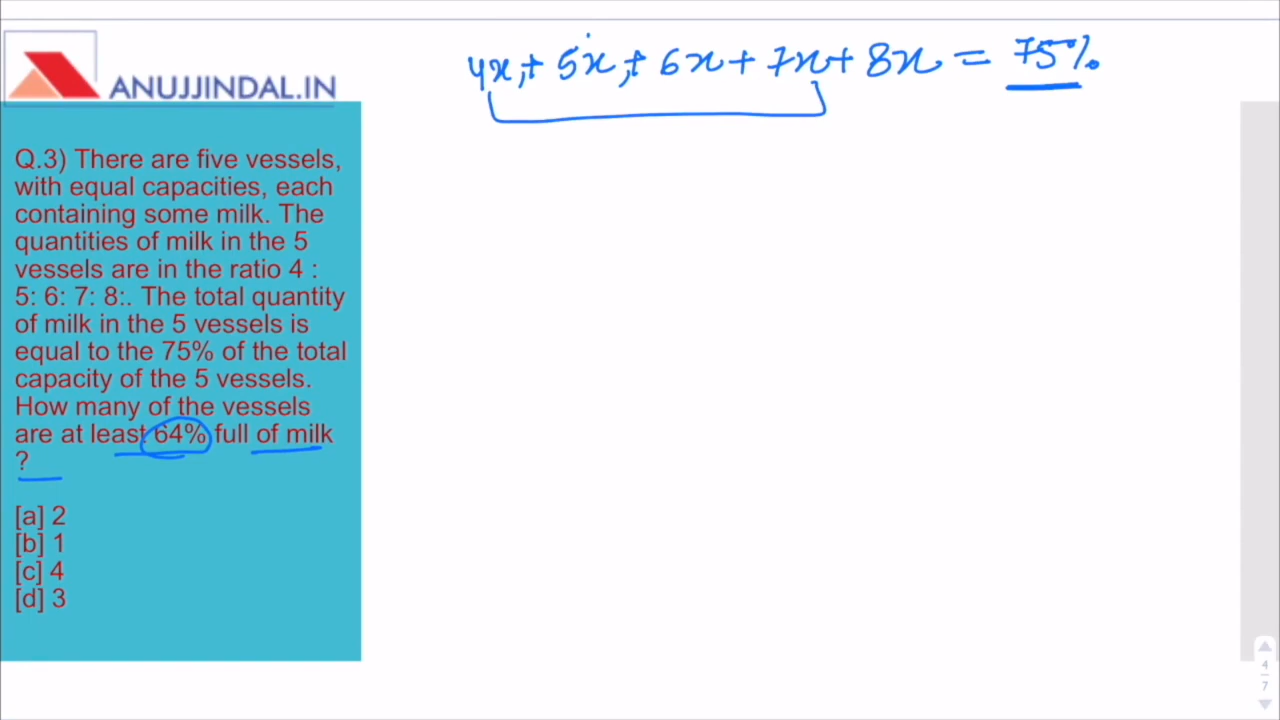 4x + 5x + 6x + 7x + 8x = 75%
ANUJJINDAL.IN
Q.3) There are five vessels,
with equal capacities, each
containing some milk. The
quantities of milk in the 5
vessels are in the ratio 4 :
5: 6: 7: 8:. The total quantity
of milk in the 5 vessels is
equal to the 75% of the total
capacity of the 5 vessels.
How many of the vessels
are at least 64% full of milk
?
[a] 2
[b] 1
[c] 4
[d] 3
4
7